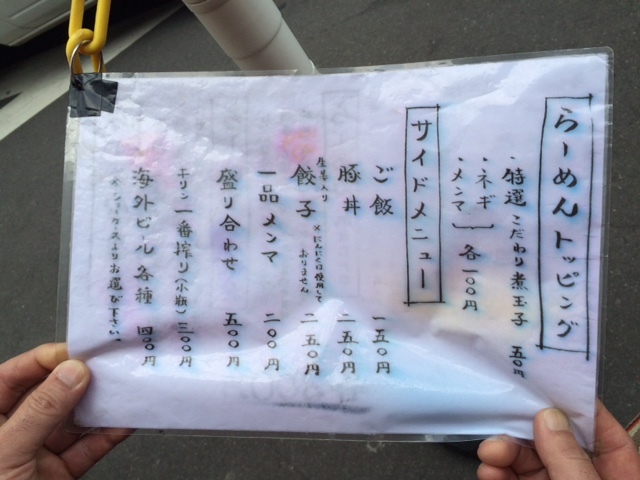 らーめんトッピング
・特選こだわり煮玉子 五〇円
・ネギ
・メンマ 各一〇〇円
サイドメニュー
ご飯 一五〇円
豚丼 二五〇円
生姜入り
餃子 ※にんにくは使用して
おりません 二五〇円
一品メンマ 二〇〇円
盛り合わせ 五〇〇円
キリン一番搾り(小瓶) 三〇〇円
海外ビール各種 四〇〇円
※ショーケースよりお選び下さい。